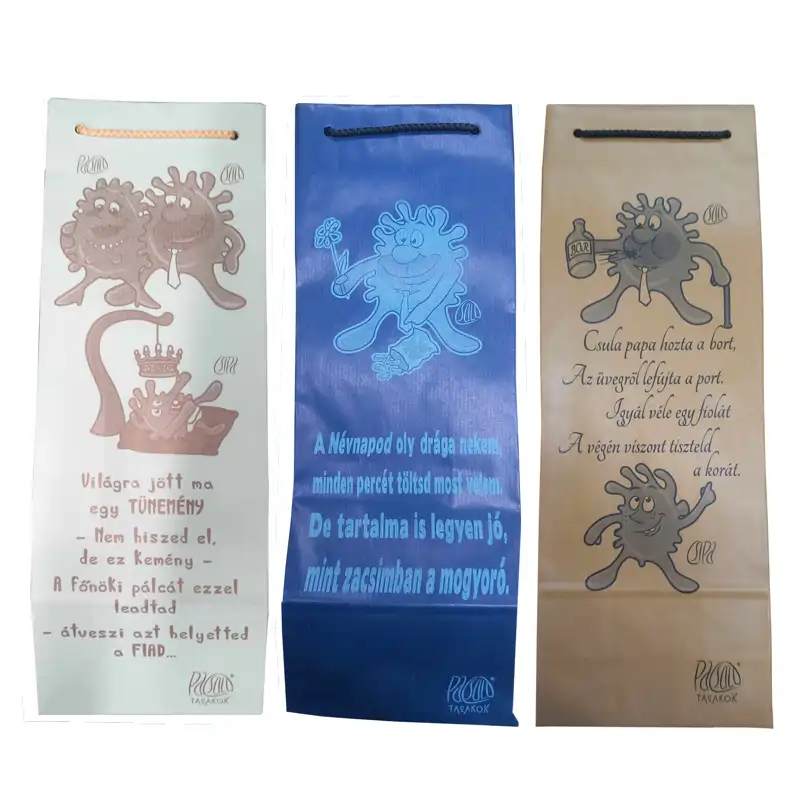 Világra jött ma
egy TÜNEMÉNY
- Nem hiszed el,
de ez kemény -
A Főnöki pálcát ezzel
leadtad
- átveszi azt helyetted
a FIAD...
TASAKOK
A Névnapod oly drága nekem,
minden percét töltsd most velem.
De tartalma is legyen jó,
mint zacsimban a mogyoró.
TASAKOK
BOR
Csula papa hozta a bort,
Az üvegről lefújta a port.
Igyál véle egy fiolát
A végén viszont tiszteld
a korát.
TASAKOK